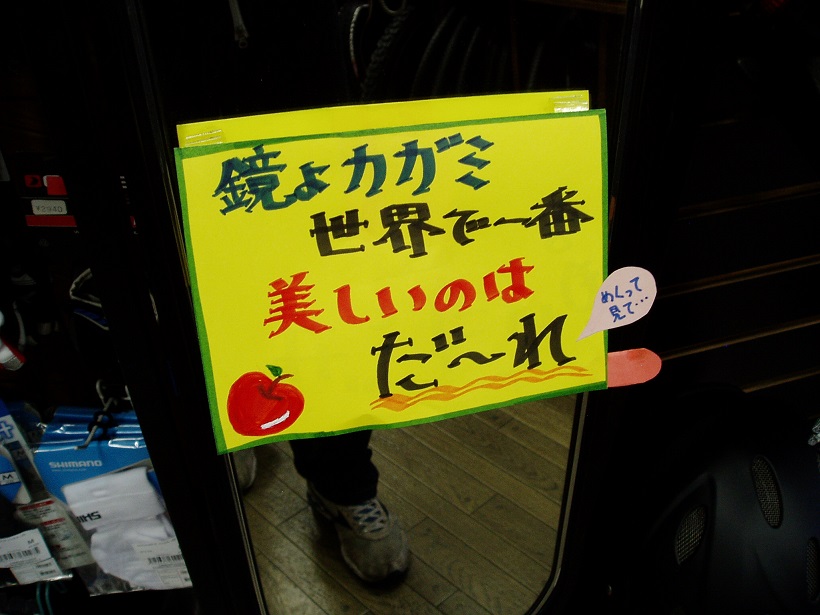 鏡よカガミ
世界で一番
美しいのは
だ〜れ
めくって
見て…
¥2940
SHIMANO
M